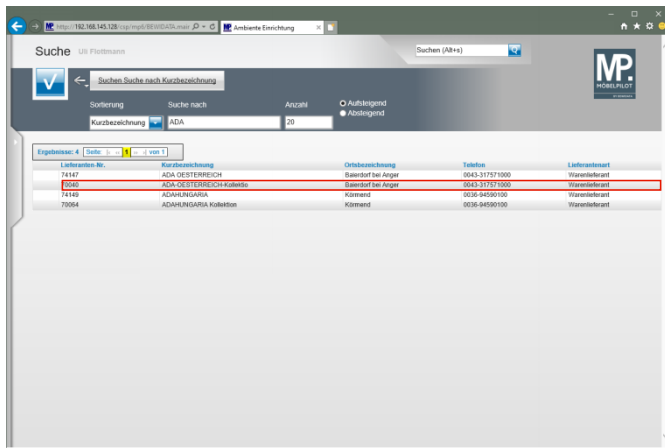 http://192.168.145.128/csp/mp8/BEWIDATA.mair
Ambiente Einrichtung
Suche Uli Flottmann
Suchen (Alt+s)
MP.
MÖBELPILOT
Suchen Suche nach Kurzbezeichnung
Sortierung Suche nach Anzahl Aufsteigend
Absteigend
Kurzbezeichnung ADA 20
Ergebnisse: 4 Seite 1 von 1
Lieferanten-Nr. Kurzbezeichnung Ortsbezeichnung Telefon Lieferantenart
74147 ADA OESTERREICH Baierdorf bei Anger 0043-317571000 Warenlieferant
70040 ADA-OESTERREICH-Kollektio Baierdorf bei Anger 0043-317571000 Warenlieferant
74149 ADAHUNGARIA Körmend 0036-94590100 Warenlieferant
70064 ADAHUNGARIA Kollektion Körmend 0036-94590100 Warenlieferant